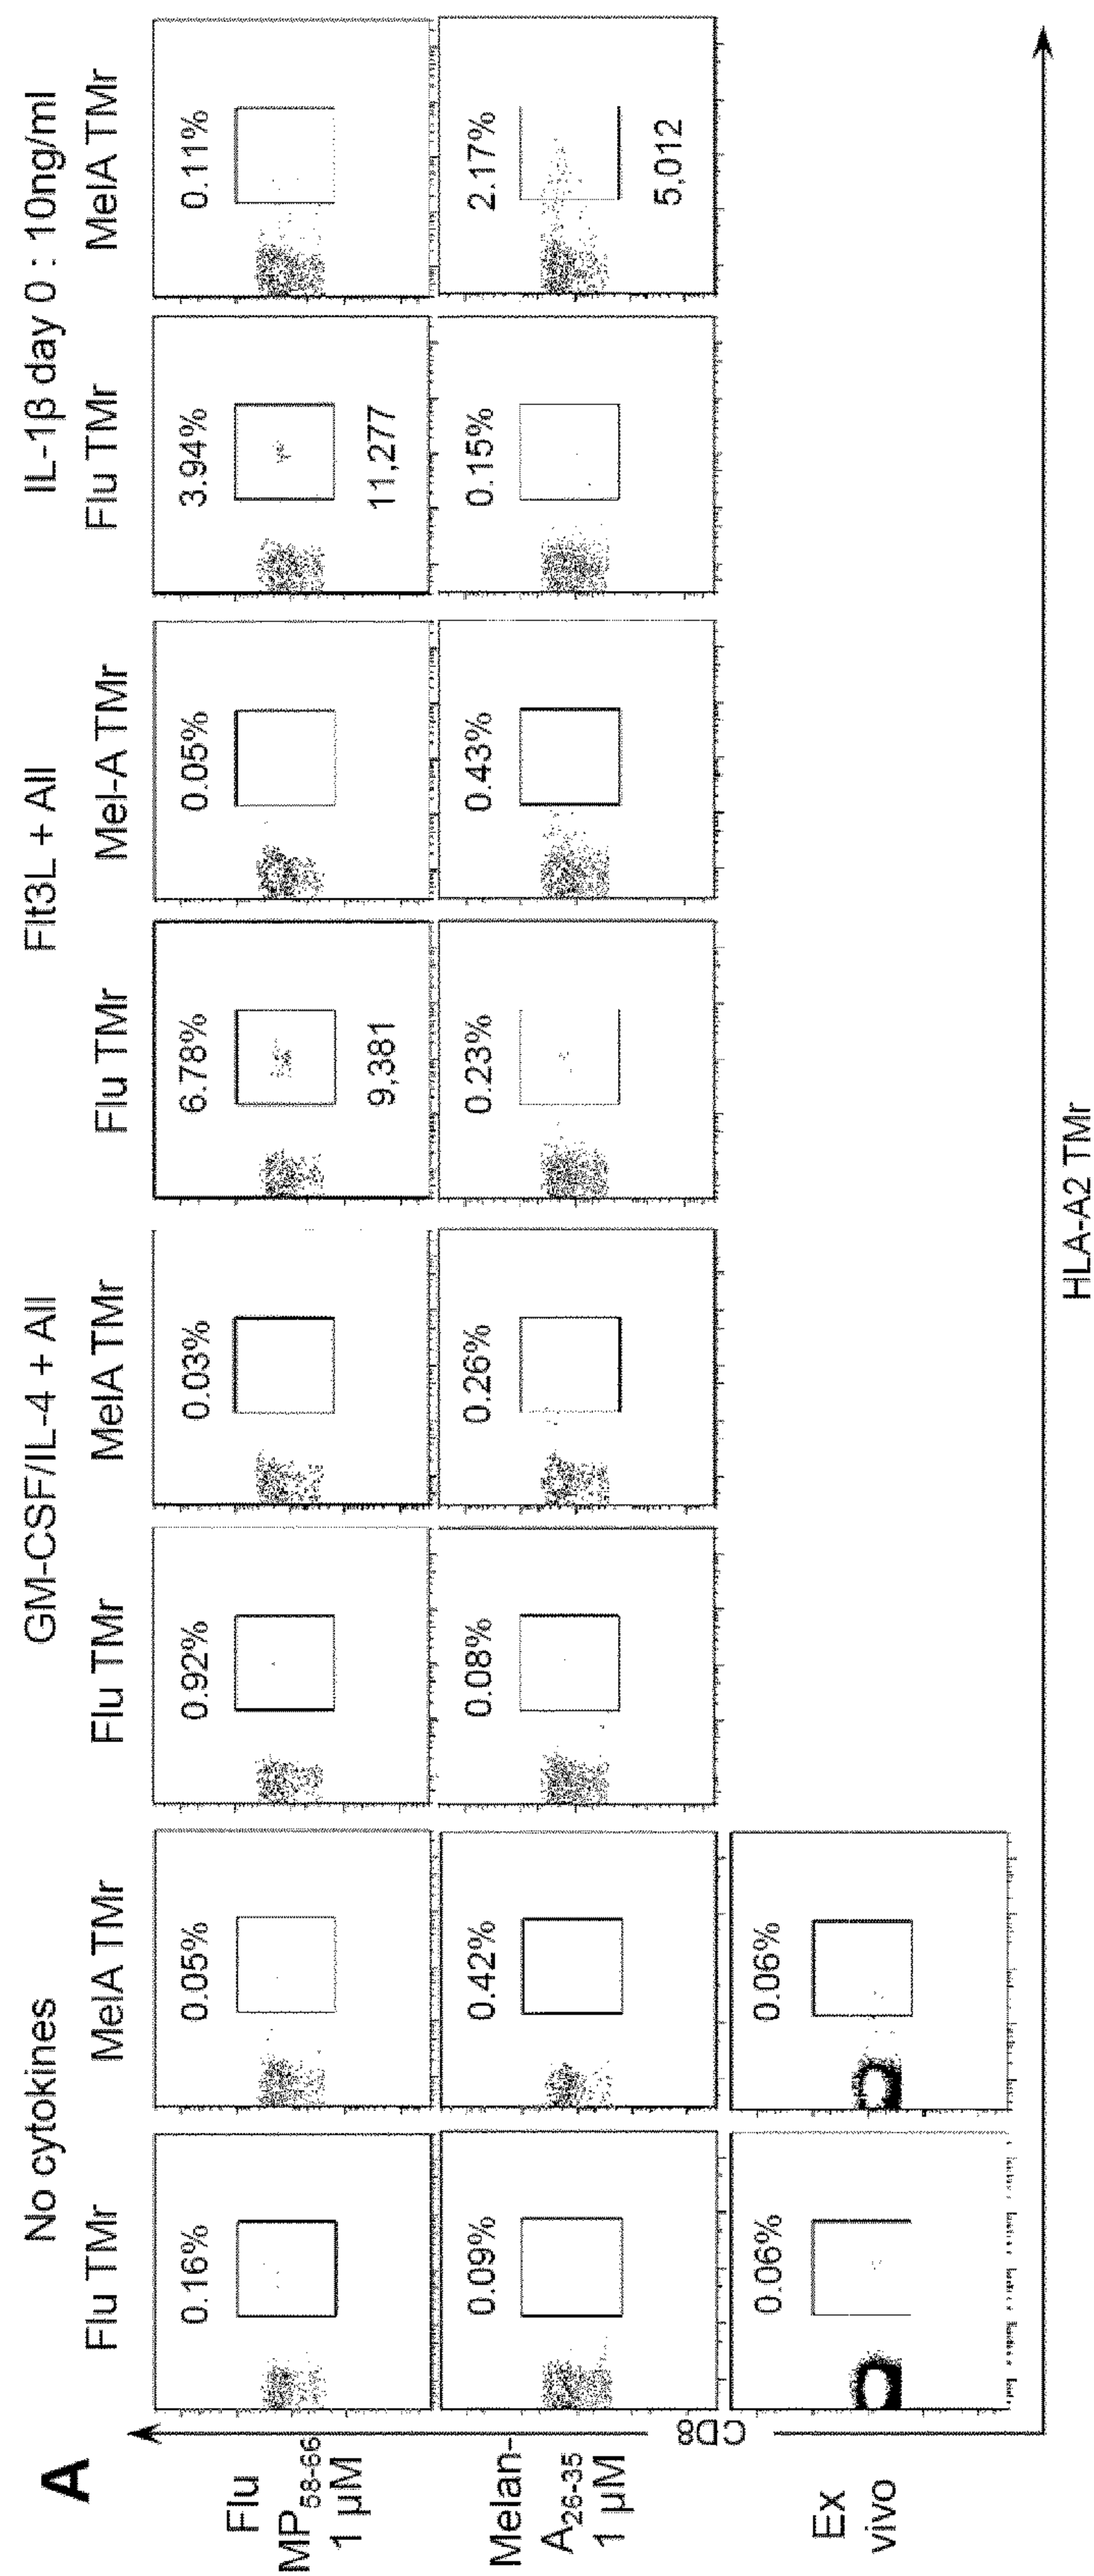 A
No cytokines
GM-CSF/IL-4 + All
Flt3L + All
IL-1β day 0 : 10ng/ml
Flu TMr
MelA TMr
Flu TMr
MelA TMr
Flu TMr
Mel-A TMr
Flu TMr
MelA TMr
Flu
MP58-66
1 µM
0.16%
0.05%
0.92%
0.03%
6.78%
9,381
0.05%
3.94%
11,277
0.11%
Melan-
A26-35
1 µM
0.09%
0.42%
0.08%
0.26%
0.23%
0.43%
0.15%
2.17%
5,012
Ex
vivo
0.06%
0.06%
CD8
HLA-A2 TMr